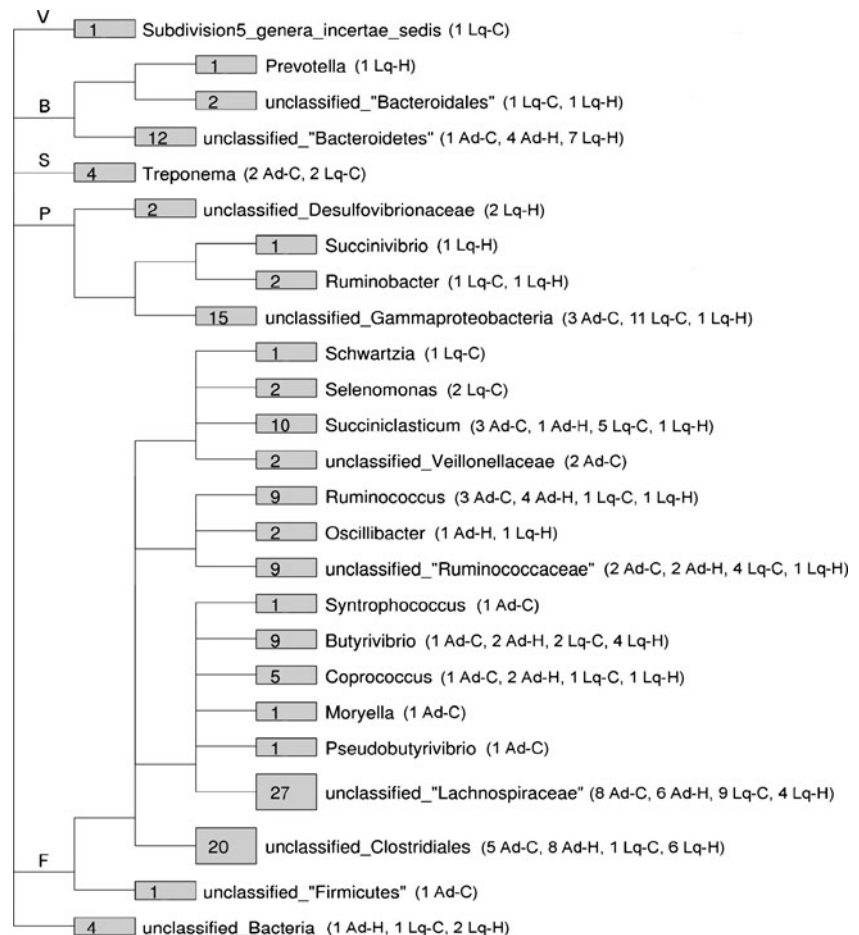 V
1 Subdivision5_genera_incertae_sedis (1 Lq-C)
1 Prevotella (1 Lq-H)
2 unclassified_"Bacteroidales" (1 Lq-C, 1 Lq-H)
B
12 unclassified_"Bacteroidetes" (1 Ad-C, 4 Ad-H, 7 Lq-H)
S
4 Treponema (2 Ad-C, 2 Lq-C)
P
2 unclassified_Desulfovibrionaceae (2 Lq-H)
1 Succinivibrio (1 Lq-H)
2 Ruminobacter (1 Lq-C, 1 Lq-H)
15 unclassified_Gammaproteobacteria (3 Ad-C, 11 Lq-C, 1 Lq-H)
1 Schwartzia (1 Lq-C)
2 Selenomonas (2 Lq-C)
10 Succiniclasticum (3 Ad-C, 1 Ad-H, 5 Lq-C, 1 Lq-H)
2 unclassified_Veillonellaceae (2 Ad-C)
9 Ruminococcus (3 Ad-C, 4 Ad-H, 1 Lq-C, 1 Lq-H)
2 Oscillibacter (1 Ad-H, 1 Lq-H)
9 unclassified_"Ruminococcaceae" (2 Ad-C, 2 Ad-H, 4 Lq-C, 1 Lq-H)
1 Syntrophococcus (1 Ad-C)
9 Butyrivibrio (1 Ad-C, 2 Ad-H, 2 Lq-C, 4 Lq-H)
5 Coprococcus (1 Ad-C, 2 Ad-H, 1 Lq-C, 1 Lq-H)
1 Moryella (1 Ad-C)
1 Pseudobutyrivibrio (1 Ad-C)
27 unclassified_"Lachnospiraceae" (8 Ad-C, 6 Ad-H, 9 Lq-C, 4 Lq-H)
20 unclassified_Clostridiales (5 Ad-C, 8 Ad-H, 1 Lq-C, 6 Lq-H)
F
1 unclassified_"Firmicutes" (1 Ad-C)
4 unclassified_Bacteria (1 Ad-H, 1 Lq-C, 2 Lq-H)